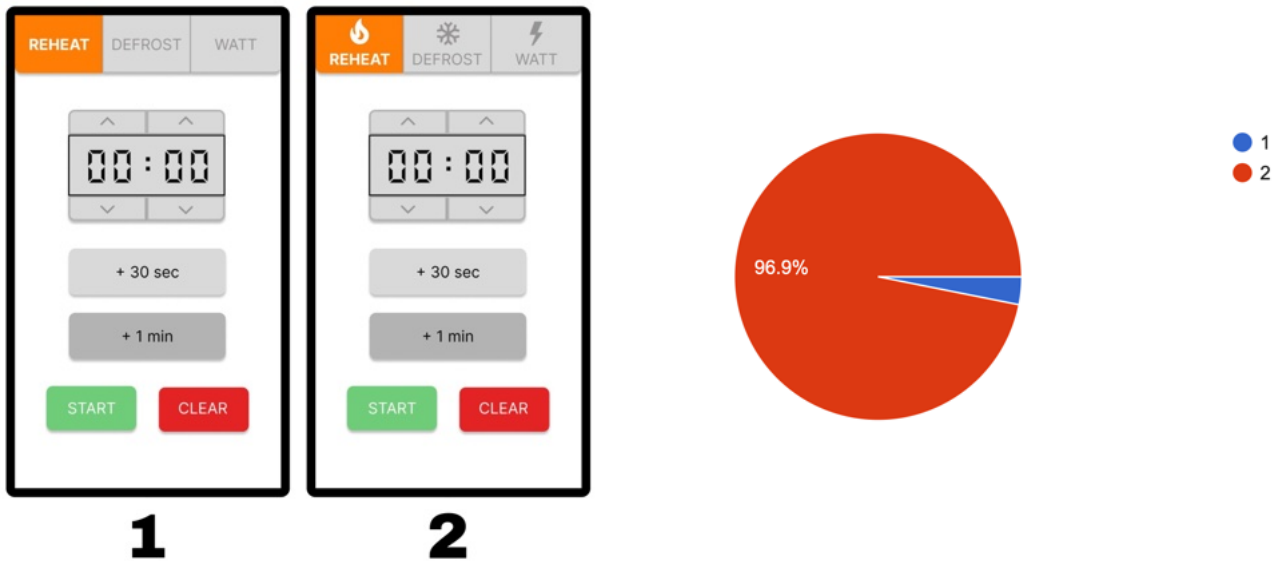 REHEAT DEFROST WATT
00:00
+ 30 sec
+ 1 min
START CLEAR
1
REHEAT DEFROST WATT
00:00
+ 30 sec
+ 1 min
START CLEAR
2
96.9%
1
2